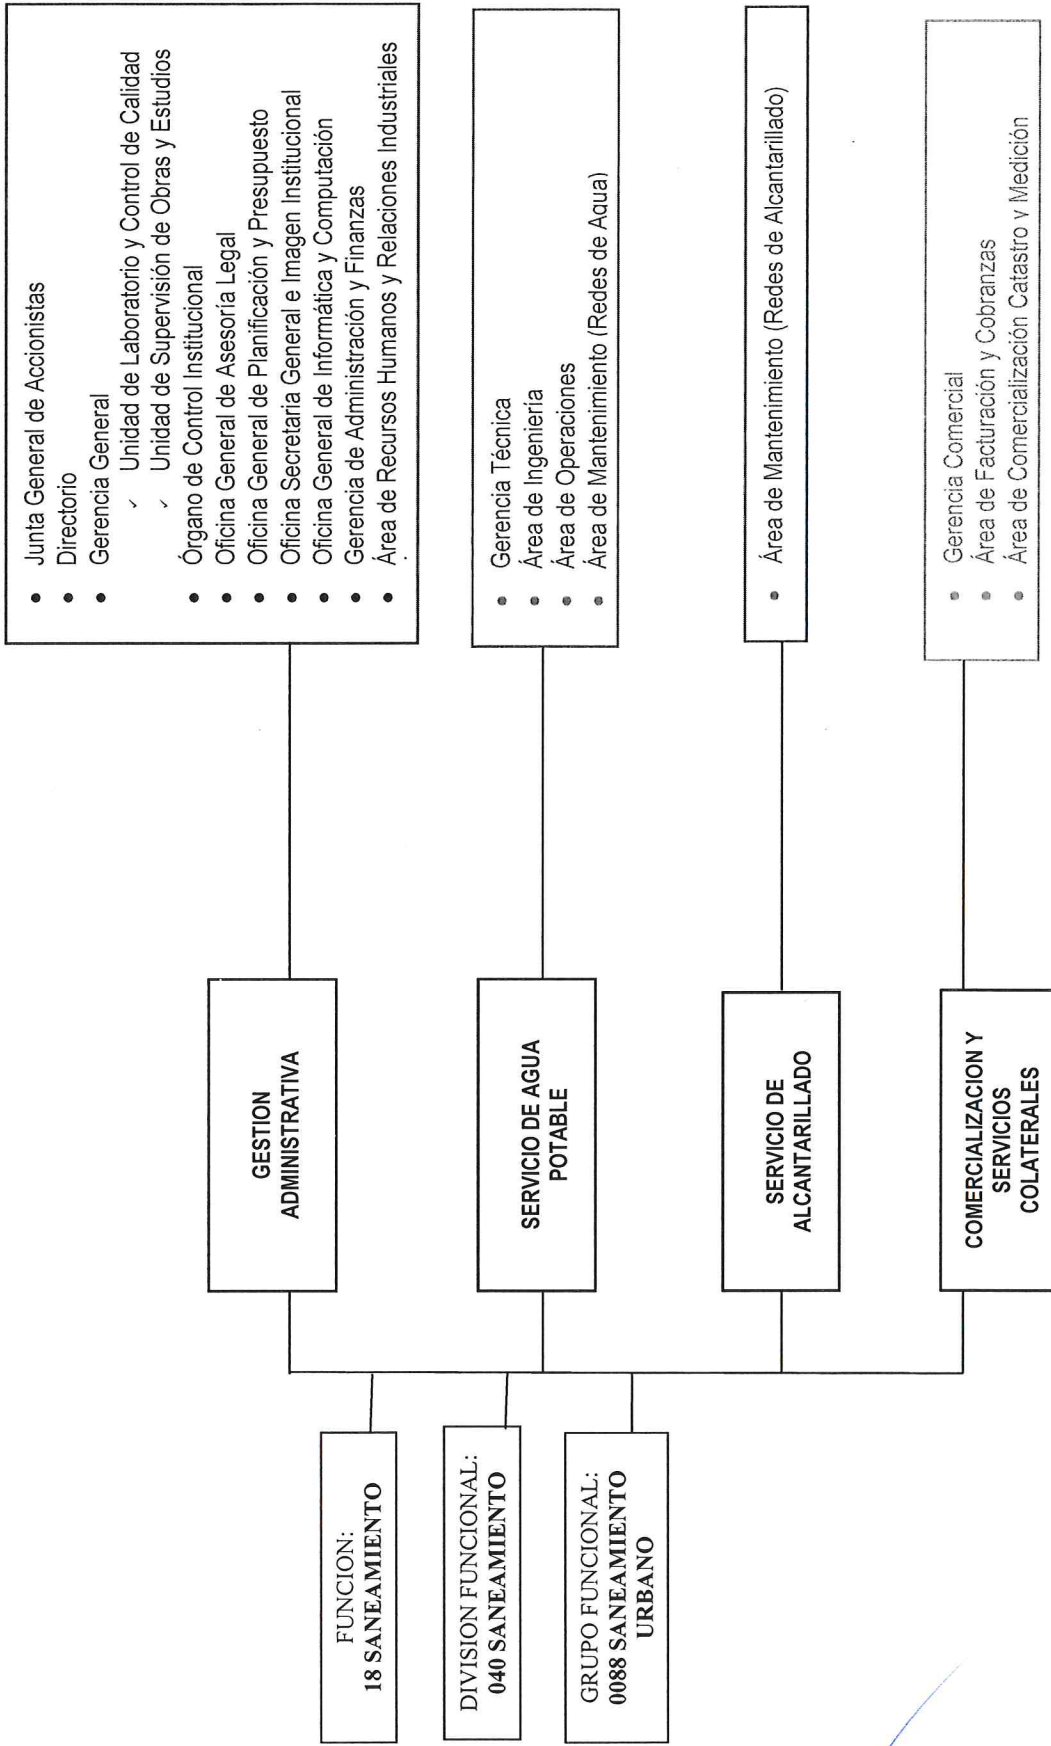 FUNCION:
18 SANEAMIENTO
DIVISION FUNCIONAL:
040 SANEAMIENTO
GRUPO FUNCIONAL:
0088 SANEAMIENTO
URBANO
GESTION
ADMINISTRATIVA
• Junta General de Accionistas
• Directorio
• Gerencia General
✓ Unidad de Laboratorio y Control de Calidad
✓ Unidad de Supervisión de Obras y Estudios
• Órgano de Control Institucional
• Oficina General de Asesoría Legal
• Oficina General de Planificación y Presupuesto
• Oficina Secretaría General e Imagen Institucional
• Oficina General de Informática y Computación
• Gerencia de Administración y Finanzas
• Área de Recursos Humanos y Relaciones Industriales
SERVICIO DE AGUA
POTABLE
• Gerencia Técnica
• Área de Ingeniería
• Área de Operaciones
• Área de Mantenimiento (Redes de Agua)
SERVICIO DE
ALCANTARILLADO
• Área de Mantenimiento (Redes de Alcantarillado)
COMERCIALIZACION Y
SERVICIOS
COLATERALES
• Gerencia Comercial
• Área de Facturación y Cobranzas
• Área de Comercialización Catastro y Medición